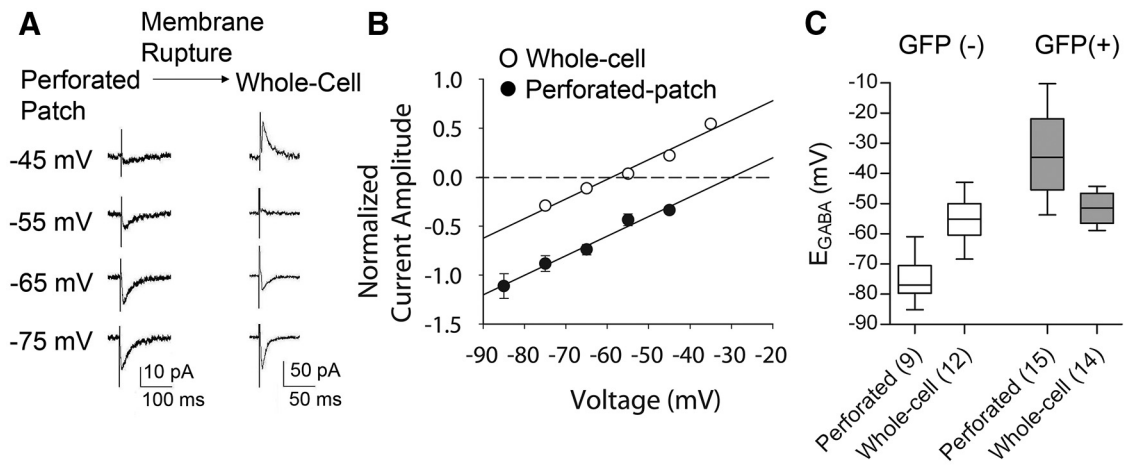 A
Membrane
Rupture
Perforated
Patch
Whole-Cell
-45 mV
-55 mV
-65 mV
-75 mV
10 pA
100 ms
50 pA
50 ms
B
Whole-cell
Perforated-patch
Normalized
Current Amplitude
1.0
0.5
0.0
-0.5
-1.0
-1.5
-90 -80 -70 -60 -50 -40 -30 -20
Voltage (mV)
C
GFP (-) GFP(+)
EGABA (mV)
-10
-20
-30
-40
-50
-60
-70
-80
-90
Perforated (9)
Whole-cell (12)
Perforated (15)
Whole-cell (14)